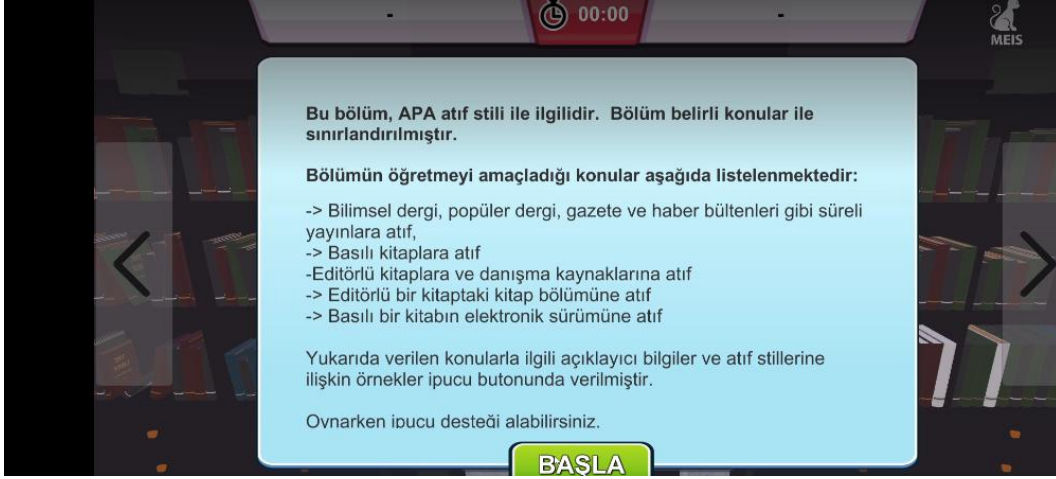 -
00:00
-
MEIS
Bu bölüm, APA atıf stili ile ilgilidir. Bölüm belirli konular ile
sınırlandırılmıştır.
Bölümün öğretmeyi amaçladığı konular aşağıda listelenmektedir:
-> Bilimsel dergi, popüler dergi, gazete ve haber bültenleri gibi süreli
yayınlara atıf,
-> Basılı kitaplara atıf
-Editörlü kitaplara ve danışma kaynaklarına atıf
-> Editörlü bir kitaptaki kitap bölümüne atıf
-> Basılı bir kitabın elektronik sürümüne atıf
Yukarıda verilen konularla ilgili açıklayıcı bilgiler ve atıf stillerine
ilişkin örnekler ipucu butonunda verilmiştir.
Oynarken ipucu desteği alabilirsiniz.
BAŞLA